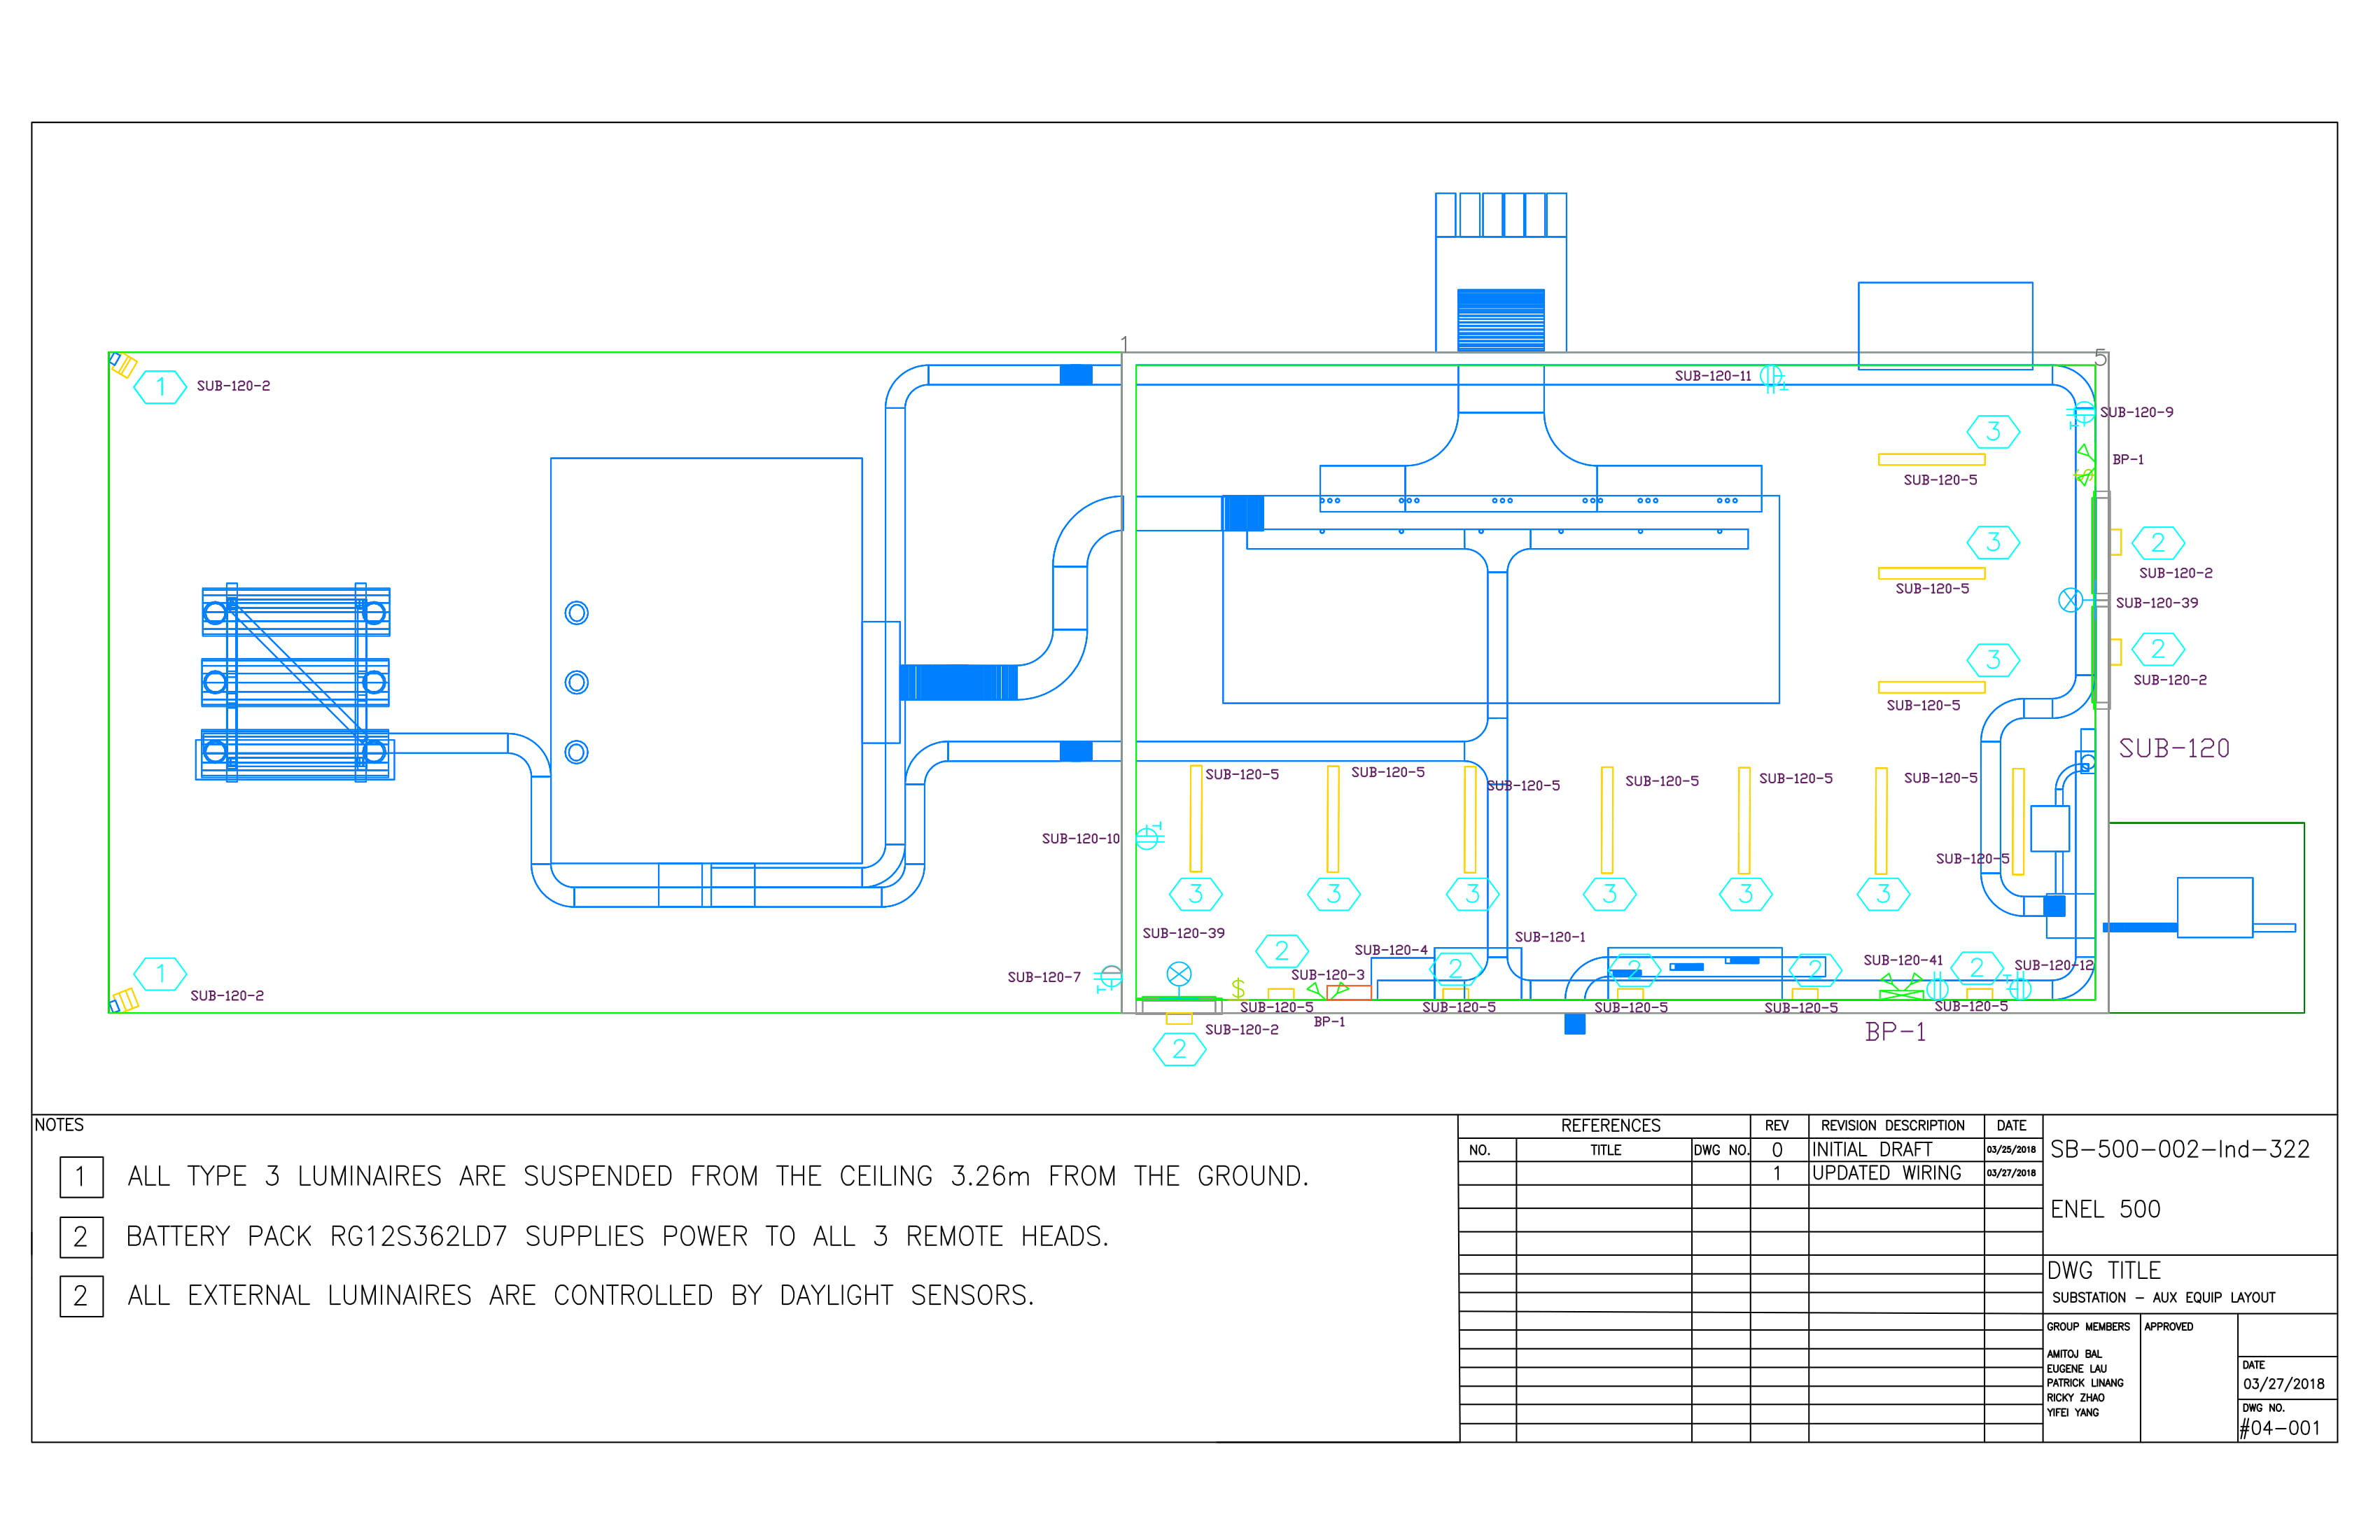 1
5
SUB-120-11
1
SUB-120-2
1
SUB-120-9
3
SUB-120-5
BP-1
$
3
2
SUB-120-2
SUB-120-5
SUB-120-39
3
2
SUB-120-2
SUB-120-5
SUB-120
SUB-120-5
SUB-120-5
SUB-120-5
SUB-120-5
SUB-120-5
SUB-120-5
SUB-120-10
SUB-120-5
3
3
3
3
3
3
SUB-120-39
SUB-120-1
2
SUB-120-4
SUB-120-41
SUB-120-12
1
SUB-120-7
SUB-120-3
2
2
2
2
$
SUB-120-2
SUB-120-5
SUB-120-5
SUB-120-5
SUB-120-5
SUB-120-5
BP-1
SUB-120-2
BP-1
2
NOTES
1 ALL TYPE 3 LUMINAIRES ARE SUSPENDED FROM THE CEILING 3.26m FROM THE GROUND.
2 BATTERY PACK RG12S362LD7 SUPPLIES POWER TO ALL 3 REMOTE HEADS.
2 ALL EXTERNAL LUMINAIRES ARE CONTROLLED BY DAYLIGHT SENSORS.
REFERENCES REV REVISION DESCRIPTION DATE
NO. TITLE DWG NO. 0 INITIAL DRAFT 03/25/2018
1 UPDATED WIRING 03/27/2018
SB-500-002-Ind-322
ENEL 500
DWG TITLE
SUBSTATION - AUX EQUIP LAYOUT
GROUP MEMBERS APPROVED
AMITOJ BAL
EUGENE LAU
PATRICK LINANG
RICKY ZHAO
YIFEI YANG
DATE
03/27/2018
DWG NO.
#04-001